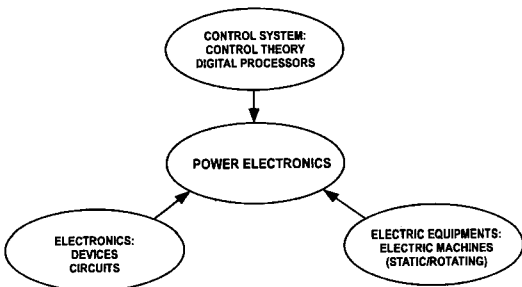 CONTROL SYSTEM:
CONTROL THEORY
DIGITAL PROCESSORS
POWER ELECTRONICS
ELECTRONICS:
DEVICES
CIRCUITS
ELECTRIC EQUIPMENTS:
ELECTRIC MACHINES
(STATIC/ROTATING)